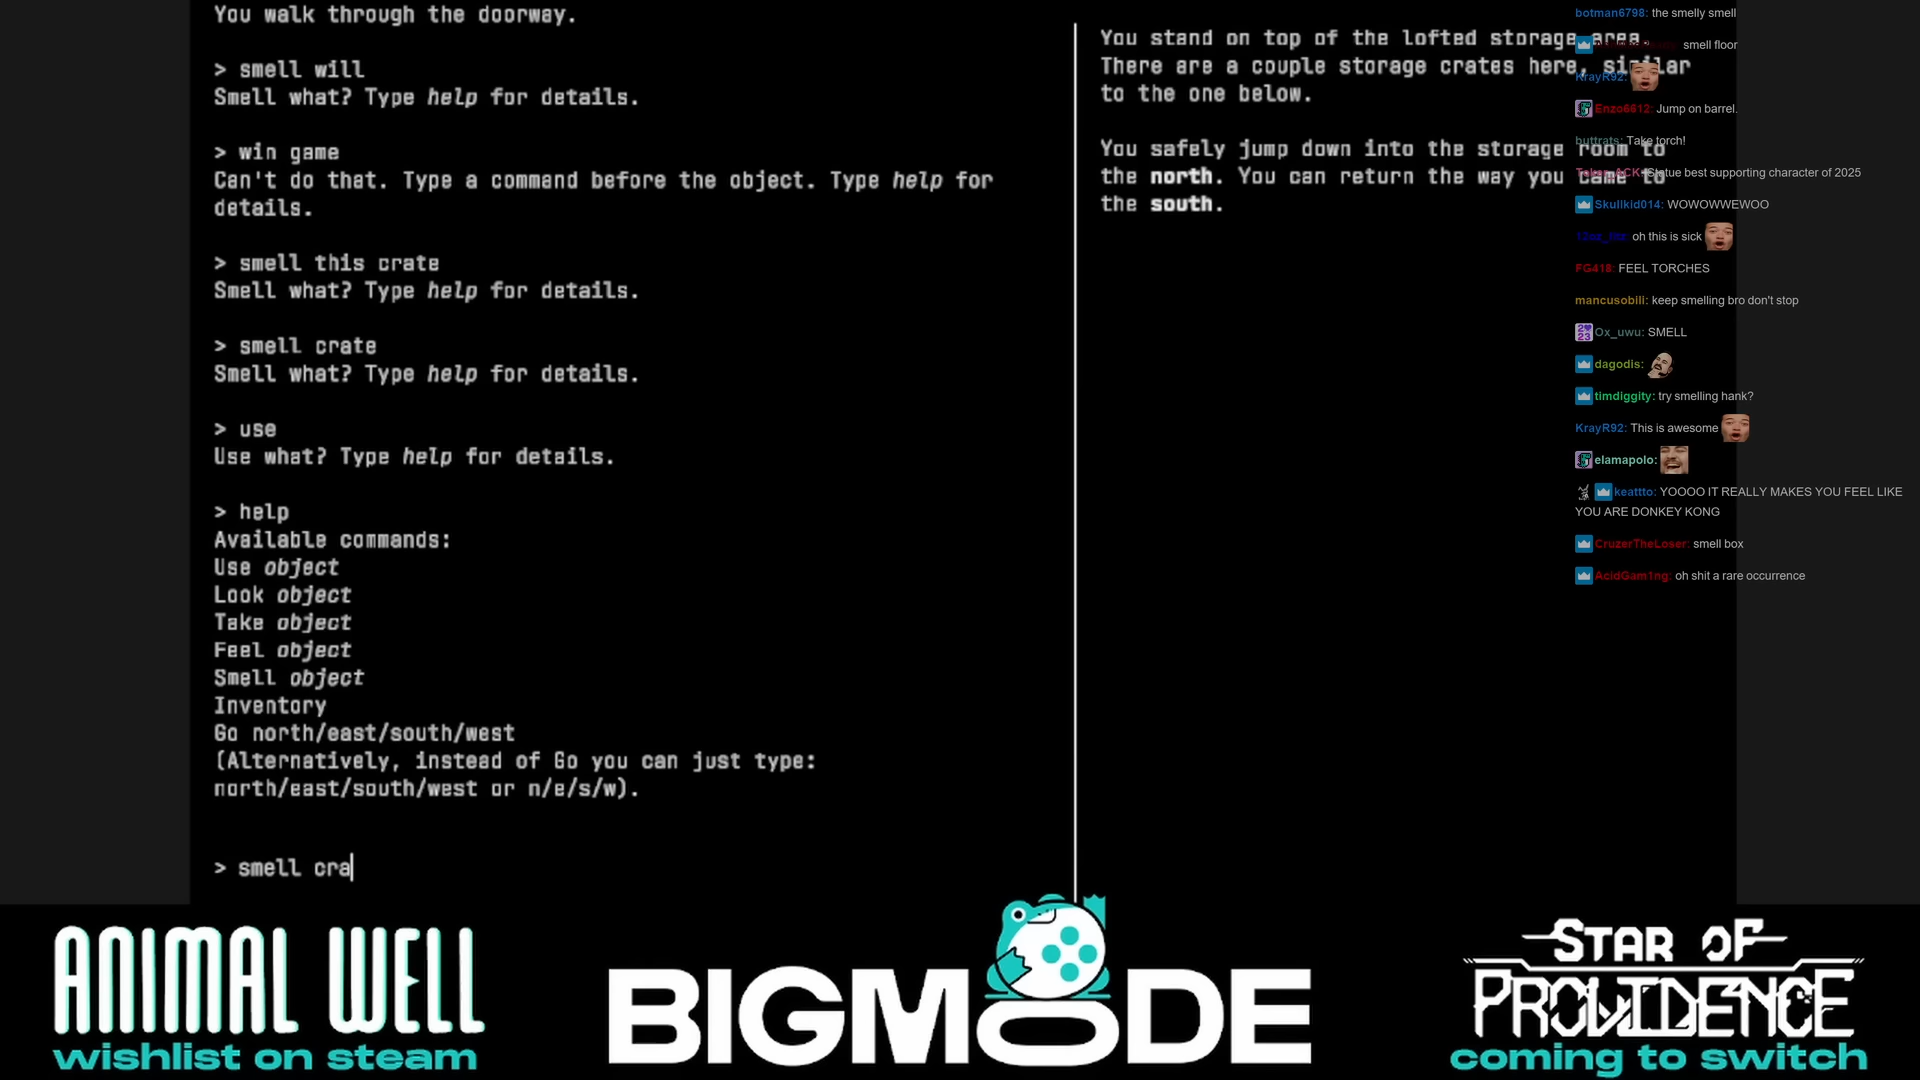 You walk through the doorway.
> smell will
Smell what? Type help for details.
> win game
Can't do that. Type a command before the object. Type help for
details.
> smell this crate
Smell what? Type help for details.
> smell crate
Smell what? Type help for details.
> use
Use what? Type help for details.
> help
Available commands:
Use object
Look object
Take object
Feel object
Smell object
Inventory
Go north/east/south/west
(Alternatively, instead of Go you can just type:
north/east/south/west or n/e/s/w).
> smell cra
You stand on top of the lofted storage area.
There are a couple storage crates here, similar
to the one below.
You safely jump down into the storage room to
the north. You can return the way you came to
the south.
botman6798: the smelly smell
smell floor
KrayR92:
Enzo6612: Jump on barrel.
buttrats: Take torch!
Statue best supporting character of 2025
Skullkid014: WOWOWWEWOO
oh this is sick
FG418: FEEL TORCHES
mancusobili: keep smelling bro don't stop
Ox_uwu: SMELL
dagodis:
timdiggity: try smelling hank?
KrayR92: This is awesome
elamapolo:
keattto: YOOOO IT REALLY MAKES YOU FEEL LIKE
YOU ARE DONKEY KONG
CruzerTheLoser: smell box
AcidGam1ng: oh shit a rare occurrence
ANIMAL WELL
wishlist on steam
BIGMODE
STAR OF
PROVIDENCE
coming to switch